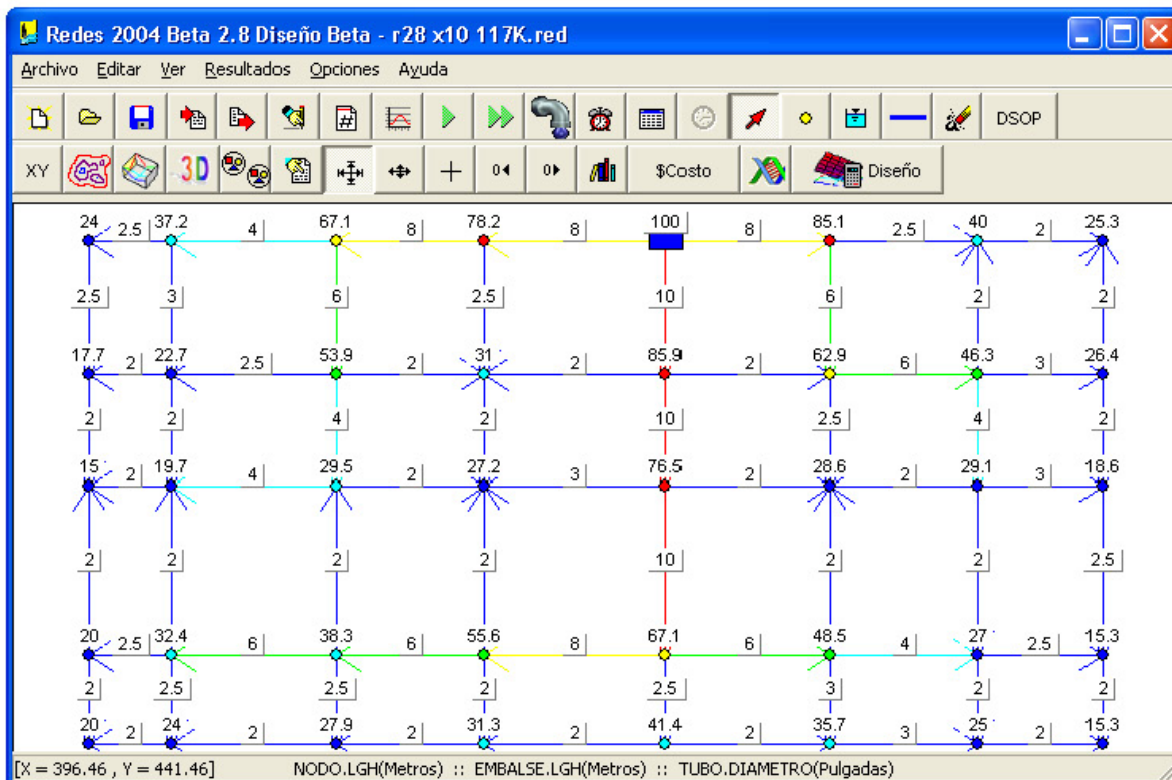 Redes 2004 Beta 2.8 Diseño Beta - r28 x10 117K.red
Archivo Editar Ver Resultados Opciones Ayuda
# DSOP
XY 3D 0 0 $Costo Diseño
24 2.5 37.2 4 67.1 8 78.2 8 100 8 85.1 2.5 40 2 25.3
2.5 3 6 2.5 10 6 2 2
17.7 2 22.7 2.5 53.9 2 31 2 85.9 2 62.9 6 46.3 3 26.4
2 2 4 2 10 2.5 4 2
15 2 19.7 4 29.5 2 27.2 3 76.5 2 28.6 2 29.1 3 18.6
2 2 2 2 10 2 2 2.5
20 2.5 32.4 6 38.3 6 55.6 8 67.1 6 48.5 4 27 2.5 15.3
2 2.5 2.5 2 2.5 3 2 2
20 2 24 2 27.9 2 31.3 2 41.4 2 35.7 3 25 2 15.3
[X = 396.46 , Y = 441.46] NODO.LGH(Metros) :: EMBALSE.LGH(Metros) :: TUBO.DIAMETRO(Pulgadas)